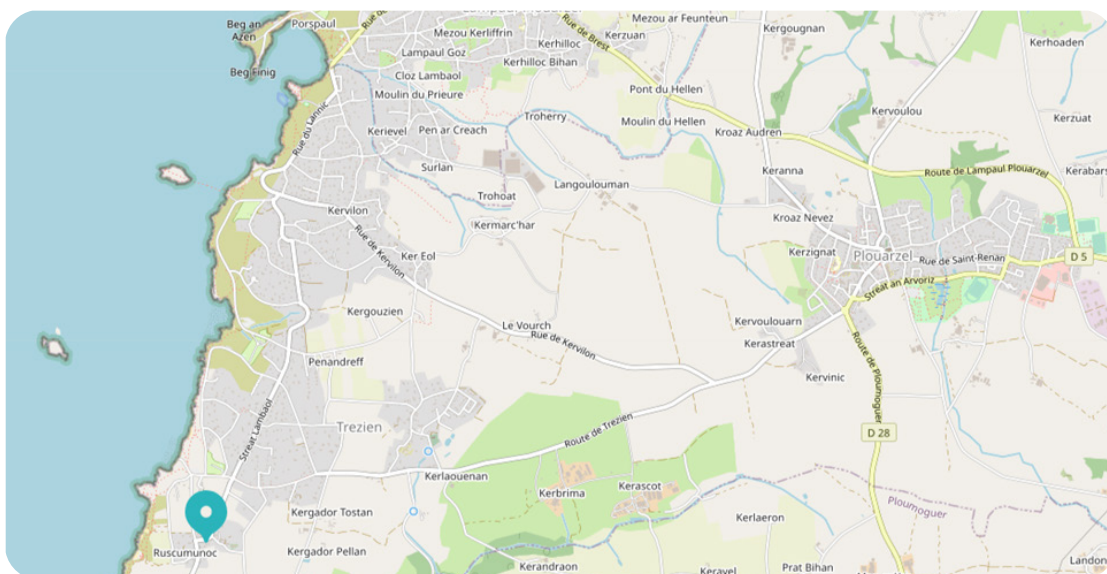 Beg an
Azen
Porspaul
Rue de
Lampaul Plouarzel
Mezou ar Feunteun
Kergougnan
Kerhoaden
Mezou Kerliffrin
Rue de Brest
Kerzuan
Kerhilloc
Lampaul Goz
Kerhilloc Bihan
Beg Finig
Cloz Lambaol
Pont du Hellen
Moulin du Prieure
Kervoulou
Kerzuat
Troherry
Moulin du Hellen
Kroaz Audren
Rue du Lannic
Kerievel
Pen ar Creach
Surlan
Keranna
Route de Lampaul Plouarzel
Kerabars
Langoulouman
Trohoat
Kervilon
Kermarc'har
Kroaz Nevez
Rue de Kervilon
Ker Eol
Kerzignat
Plouarzel
Rue de Saint-Renan
D 5
Streat an Arvoriz
Kergouzien
Le Vourch
Rue de Kervilon
Kervoulouarn
Kerastreat
Route de Ploumoguer
Penandreff
Kervinic
Streat Lambaol
Trezien
Route de Trezien
D 28
Kerlaouenan
Kerbrima
Kerascot
Ploumoguer
Kergador Tostan
Kerlaeron
Ruscumunoc
Kergador Pellan
Kerandraon
Keravel
Prat Bihan
Landon